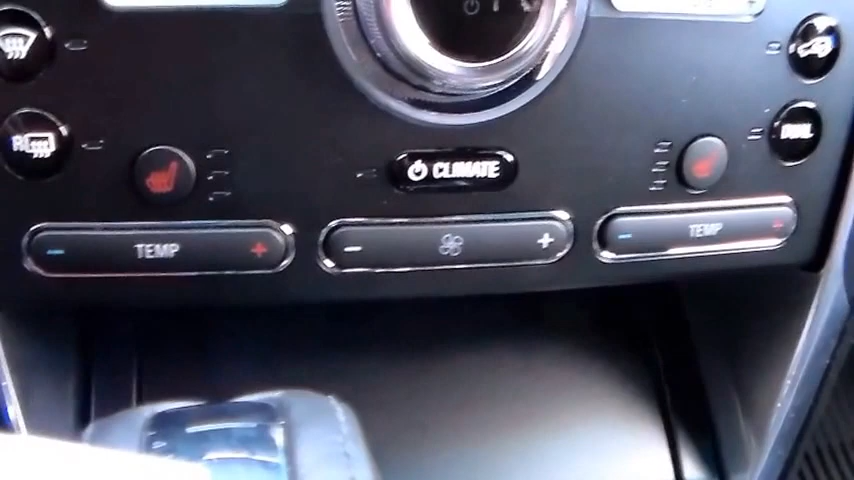 R
DUAL
CLIMATE
- TEMP +
- +
- TEMP +